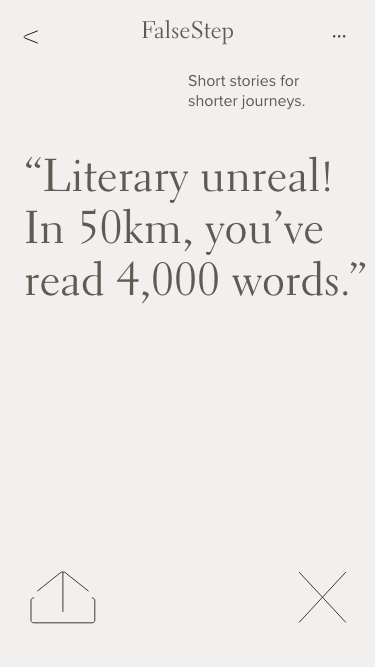 <
FalseStep
...
Short stories for
shorter journeys.
“Literary unreal!
In 50km, you’ve
read 4,000 words.”